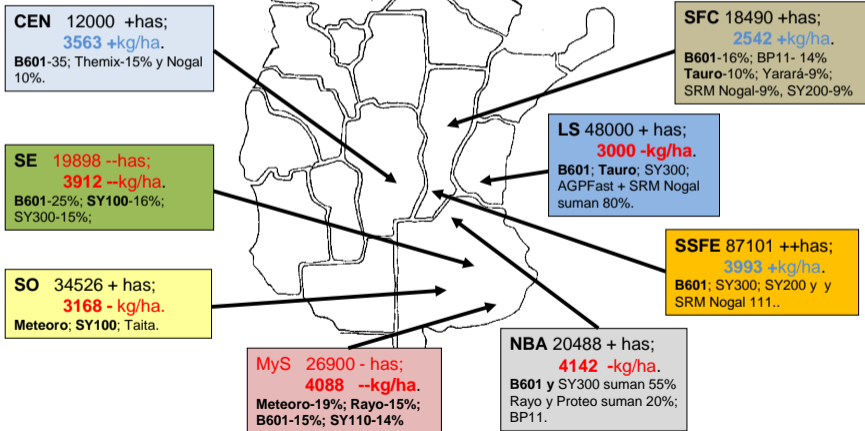 CEN 12000 +has;
3563 +kg/ha.
B601-35; Themix-15% y Nogal
10%.
SFC 18490 +has;
2542 +kg/ha.
B601-16%; BP11- 14%
Tauro-10%; Yarará-9%;
SRM Nogal-9%, SY200-9%
LS 48000 + has;
3000 -kg/ha.
B601; Tauro; SY300;
AGPFast + SRM Nogal
suman 80%.
SE 19898 --has;
3912 --kg/ha.
B601-25%; SY100-16%;
SY300-15%;
SSFE 87101 ++has;
3993 +kg/ha.
B601; SY300; SY200 y y
SRM Nogal 111..
SO 34526 + has;
3168 - kg/ha.
Meteoro; SY100; Taita.
NBA 20488 + has;
4142 -kg/ha.
B601 y SY300 suman 55%
Rayo y Proteo suman 20%;
BP11.
MyS 26900 - has;
4088 --kg/ha.
Meteoro-19%; Rayo-15%;
B601-15%; SY110-14%